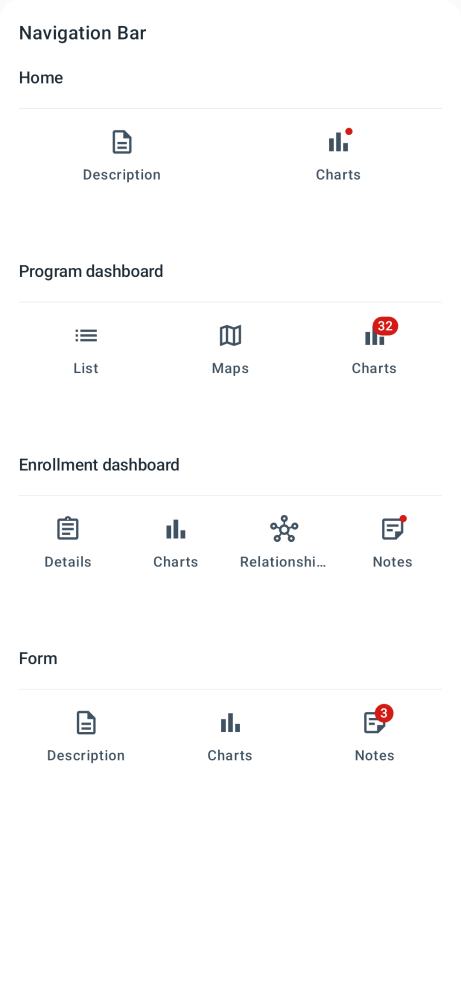 Navigation Bar
Home
Description
Charts
Program dashboard
32
List
Maps
Charts
Enrollment dashboard
Details
Charts
Relationshi...
Notes
Form
3
Description
Charts
Notes